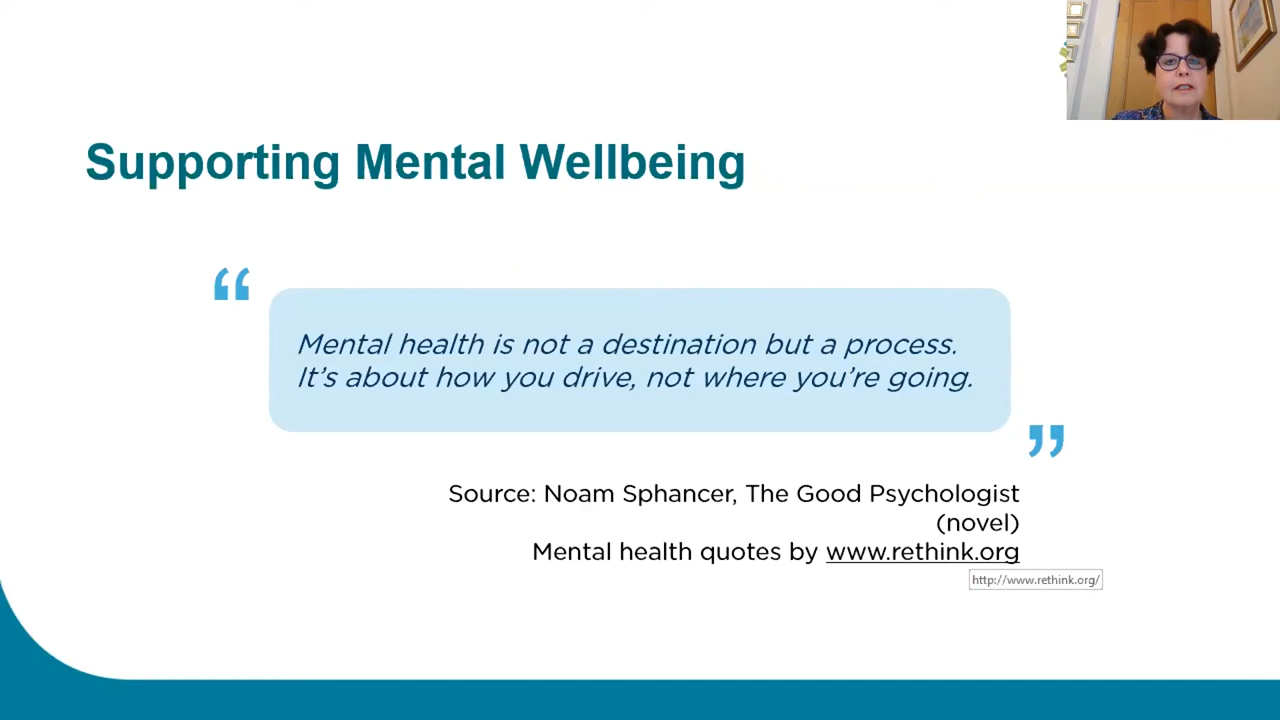 Supporting Mental Wellbeing
“
Mental health is not a destination but a process.
It’s about how you drive, not where you’re going.
”
Source: Noam Sphancer, The Good Psychologist
(novel)
Mental health quotes by www.rethink.org
http://www.rethink.org/